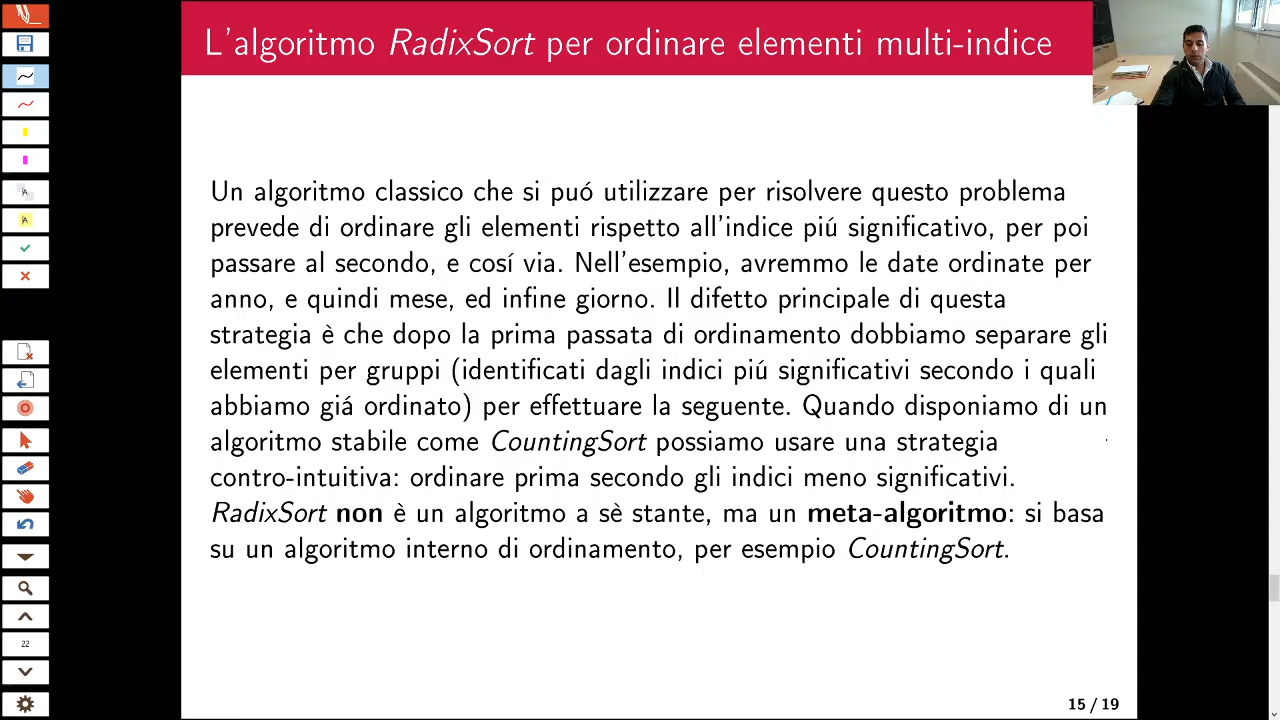 L'algoritmo RadixSort per ordinare elementi multi-indice
Un algoritmo classico che si puó utilizzare per risolvere questo problema
prevede di ordinare gli elementi rispetto all'indice piú significativo, per poi
passare al secondo, e cosí via. Nell'esempio, avremmo le date ordinate per
anno, e quindi mese, ed infine giorno. Il difetto principale di questa
strategia è che dopo la prima passata di ordinamento dobbiamo separare gli
elementi per gruppi (identificati dagli indici piú significativi secondo i quali
abbiamo giá ordinato) per effettuare la seguente. Quando disponiamo di un
algoritmo stabile come CountingSort possiamo usare una strategia
contro-intuitiva: ordinare prima secondo gli indici meno significativi.
RadixSort non è un algoritmo a sè stante, ma un meta-algoritmo: si basa
su un algoritmo interno di ordinamento, per esempio CountingSort.
22
15 / 19